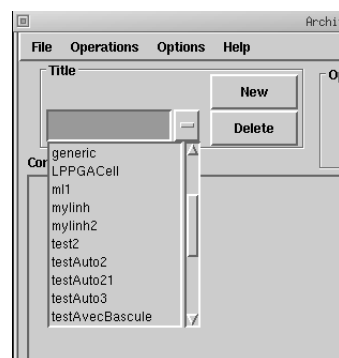 Archi
File Operations Options Help
Title
New
Delete
generic
LPPGACell
ml1
mylinh
mylinh2
test2
testAuto2
testAuto21
testAuto3
testAvecBascule